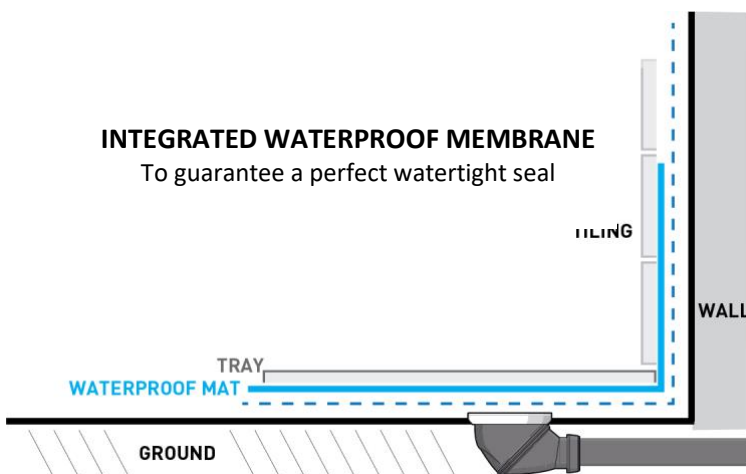 INTEGRATED WATERPROOF MEMBRANE
To guarantee a perfect watertight seal
TILING
WALL
TRAY
WATERPROOF MAT
GROUND